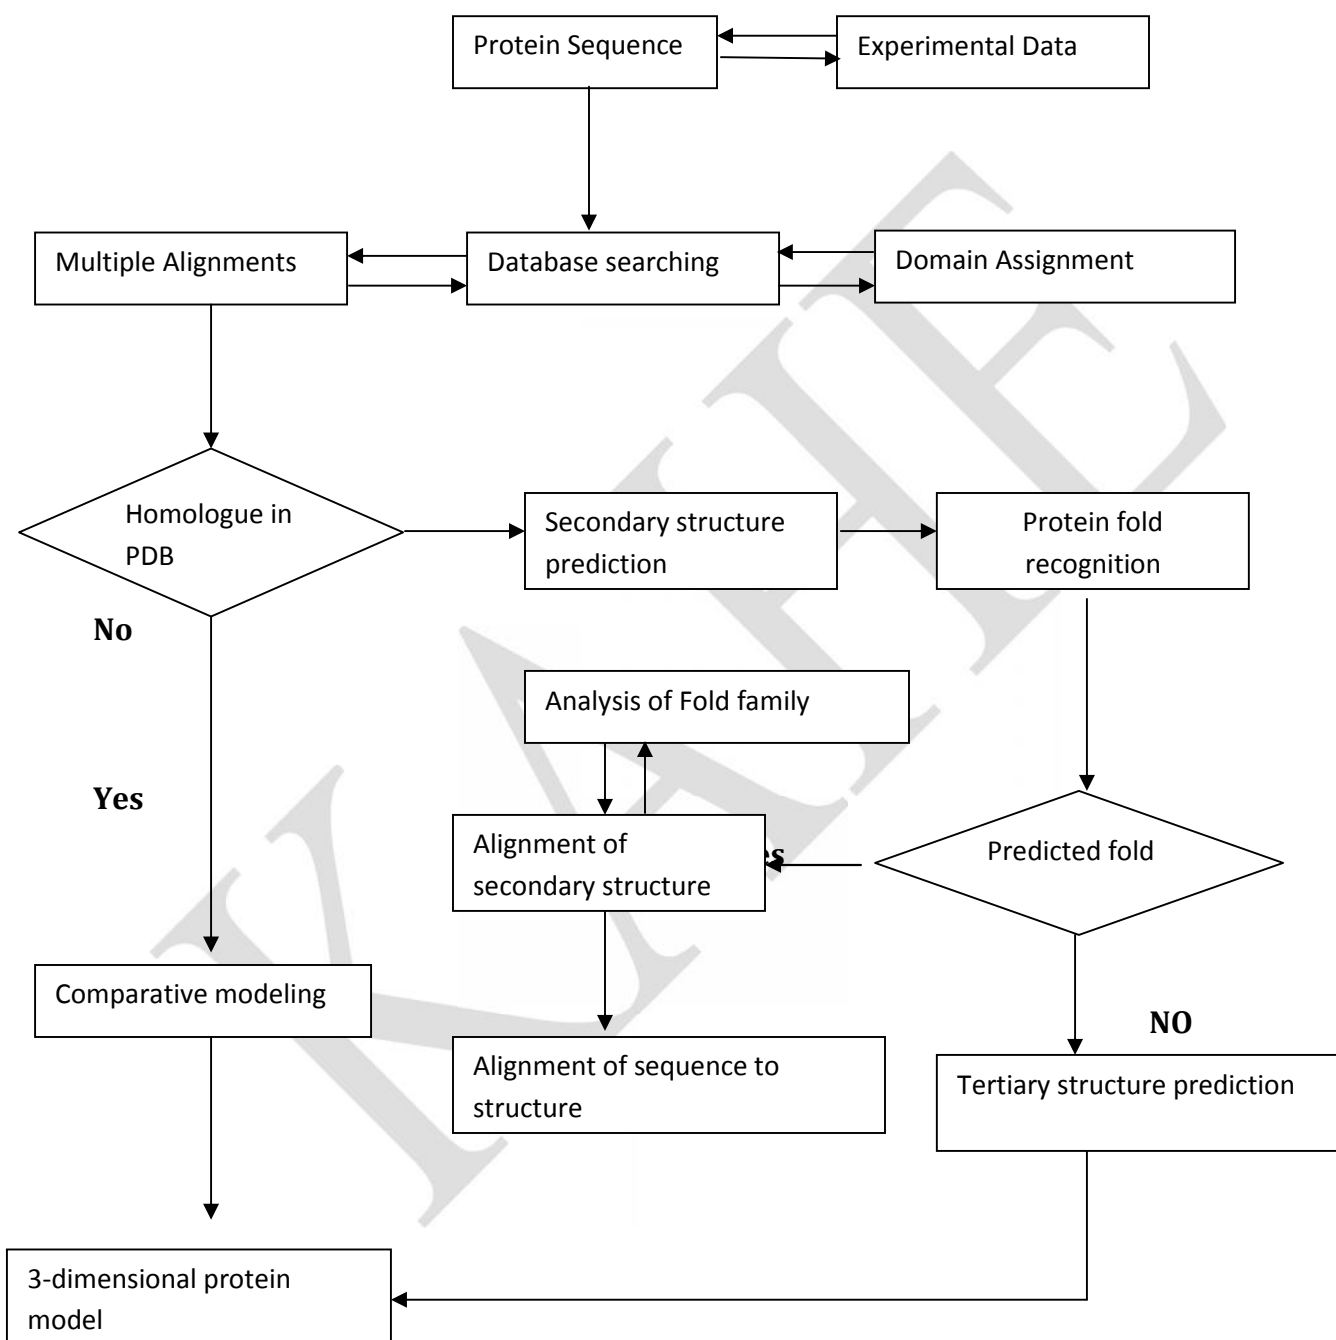 Protein Sequence
Experimental Data
Multiple Alignments
Database searching
Domain Assignment
Homologue in
PDB
Secondary structure
prediction
Protein fold
recognition
No
Analysis of Fold family
Yes
Alignment of
secondary structure
Predicted fold
Comparative modeling
NO
Alignment of sequence to
structure
Tertiary structure prediction
3-dimensional protein
model
KAHE